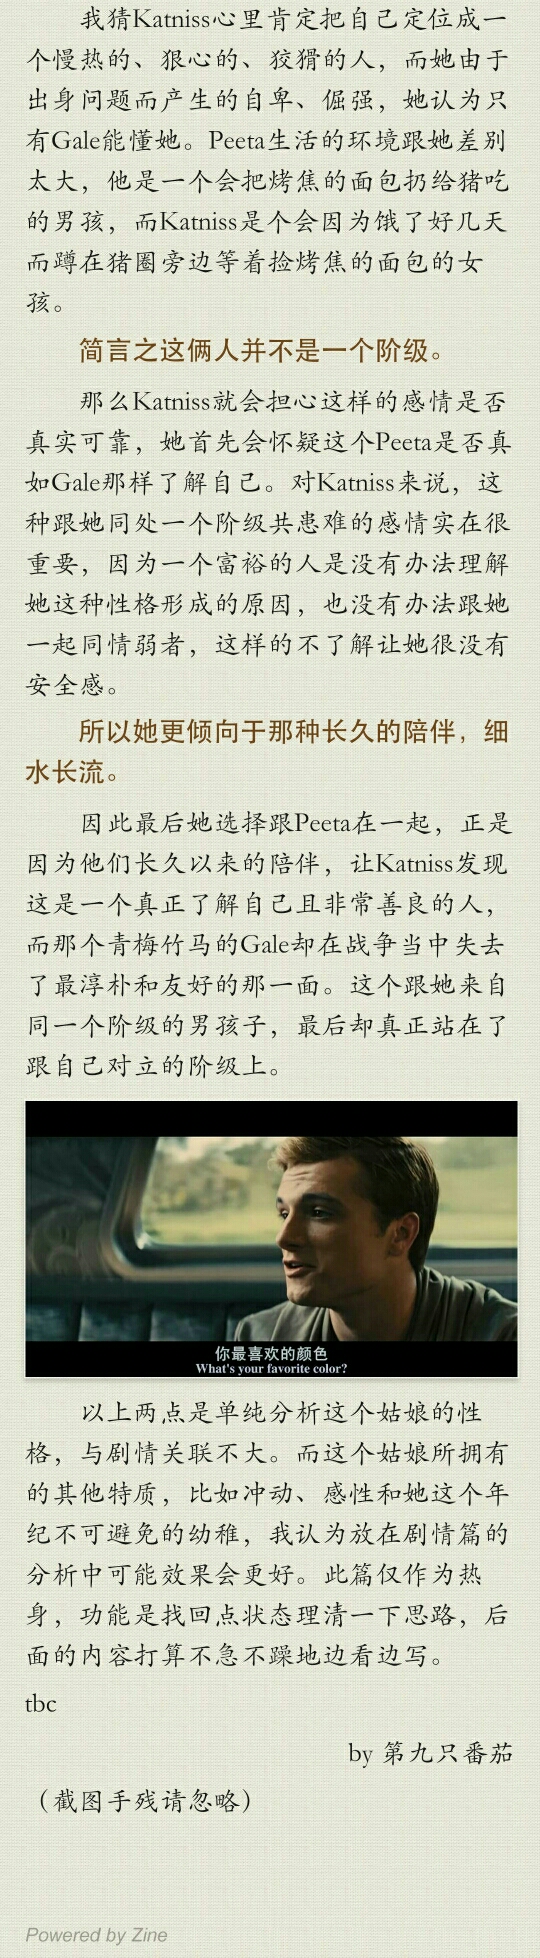 我猜Katniss心里肯定把自己定位成一
个慢热的、狠心的、狡猾的人，而她由于
出身问题而产生的自卑、倔强，她认为只
有Gale能懂她。Peeta生活的环境跟她差别
太大，他是一个会把烤焦的面包扔给猪吃
的男孩，而Katniss是个会因为饿了好几天
而蹲在猪圈旁边等着捡烤焦的面包的女
孩。
简言之这俩人并不是一个阶级。
那么Katniss就会担心这样的感情是否
真实可靠，她首先会怀疑这个Peeta是否真
如Gale那样了解自己。对Katniss来说，这
种跟她同处一个阶级共患难的感情实在很
重要，因为一个富裕的人是没有办法理解
她这种性格形成的原因，也没有办法跟她
一起同情弱者，这样的不了解让她很没有
安全感。
所以她更倾向于那种长久的陪伴，细
水长流。
因此最后她选择跟Peeta在一起，正是
因为他们长久以来的陪伴，让Katniss发现
这是一个真正了解自己且非常善良的人，
而那个青梅竹马的Gale却在战争当中失去
了最淳朴和友好的那一面。这个跟她来自
同一个阶级的男孩子，最后却真正站在了
跟自己对立的阶级上。
你最喜欢的颜色
What's your favorite color?
以上两点是单纯分析这个姑娘的性
格，与剧情关联不大。而这个姑娘所拥有
的其他特质，比如冲动、感性和她这个年
纪不可避免的幼稚，我认为放在剧情篇的
分析中可能效果会更好。此篇仅作为热
身，功能是找回点状态理清一下思路，后
面的内容打算不急不躁地边看边写。
tbc
by 第九只番茄
（截图手残请忽略）
Powered by Zine